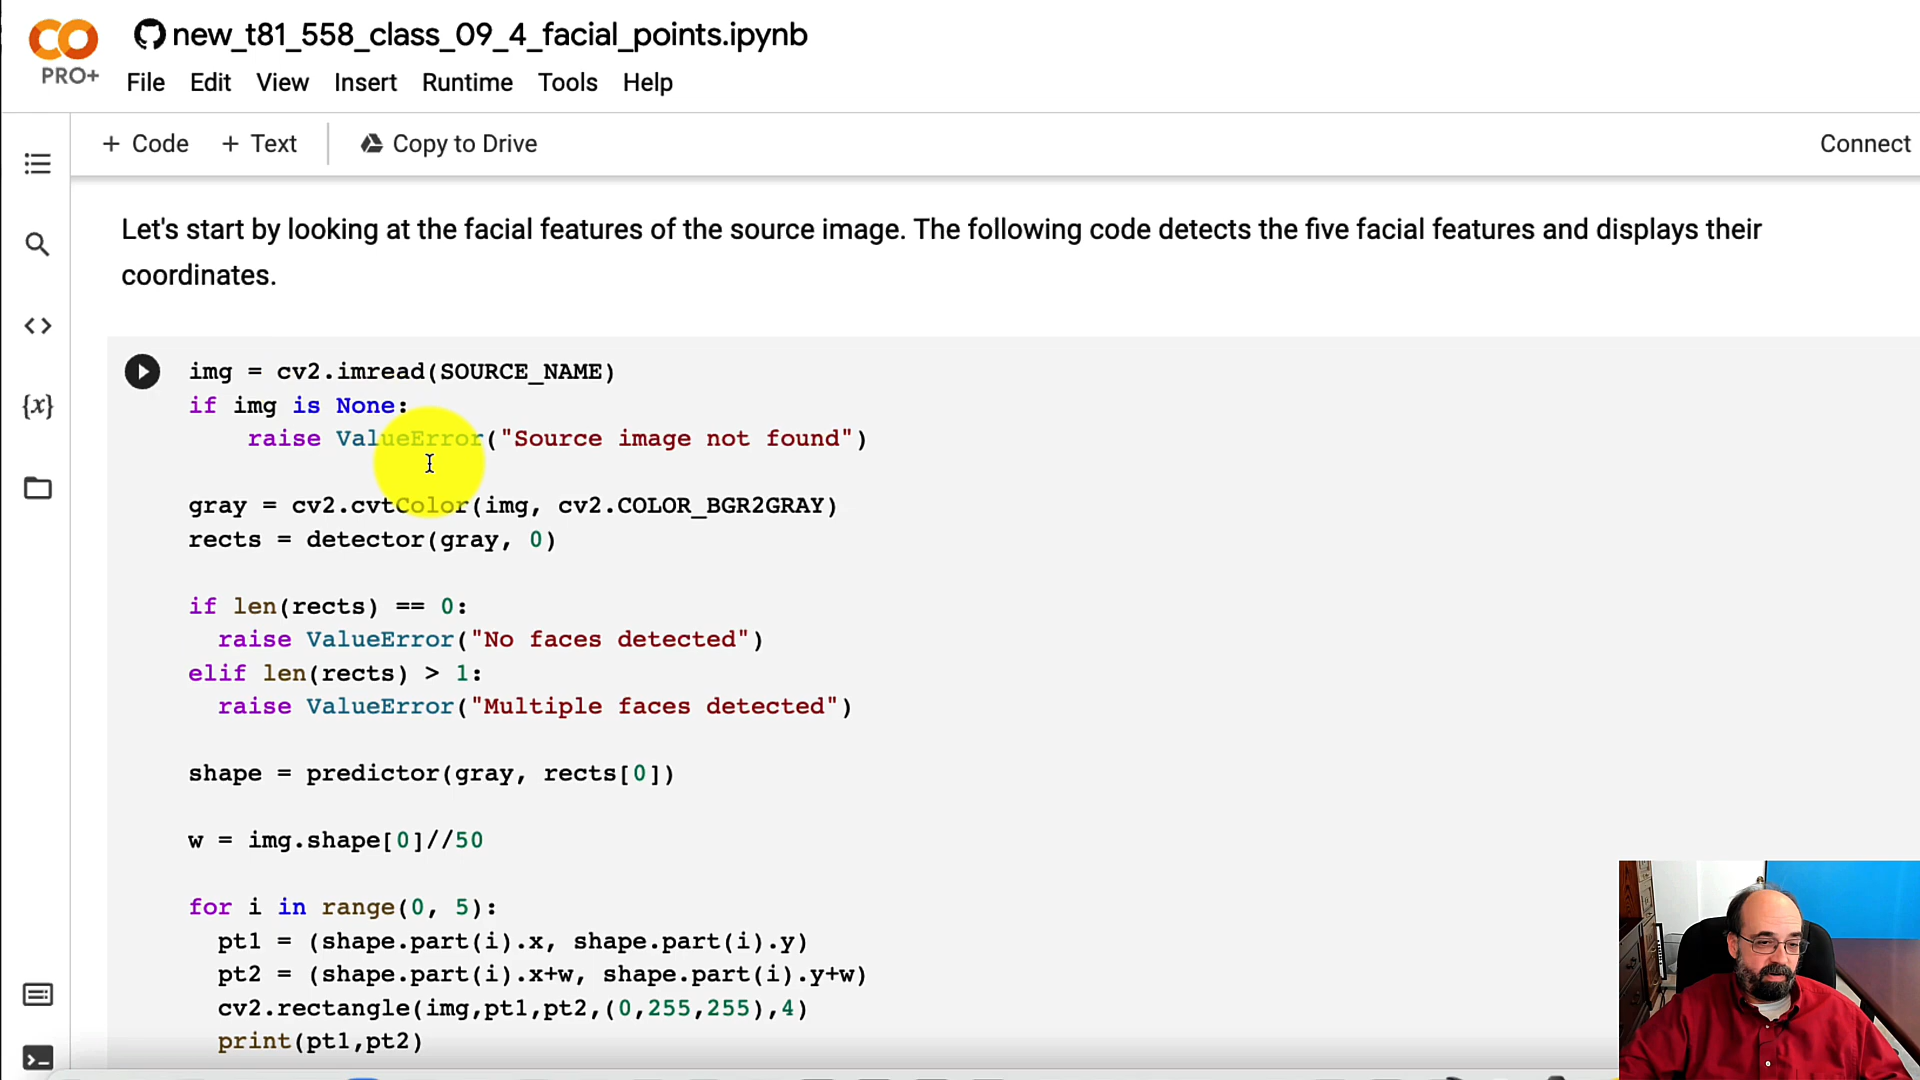 new_t81_558_class_09_4_facial_points.ipynb
PRO+
File Edit View Insert Runtime Tools Help
+ Code + Text Copy to Drive Connect
Let's start by looking at the facial features of the source image. The following code detects the five facial features and displays their
coordinates.
img = cv2.imread(SOURCE_NAME)
if img is None:
    raise ValueError("Source image not found")
gray = cv2.cvtColor(img, cv2.COLOR_BGR2GRAY)
rects = detector(gray, 0)
if len(rects) == 0:
  raise ValueError("No faces detected")
elif len(rects) > 1:
  raise ValueError("Multiple faces detected")
shape = predictor(gray, rects[0])
w = img.shape[0]//50
for i in range(0, 5):
  pt1 = (shape.part(i).x, shape.part(i).y)
  pt2 = (shape.part(i).x+w, shape.part(i).y+w)
  cv2.rectangle(img,pt1,pt2,(0,255,255),4)
  print(pt1,pt2)